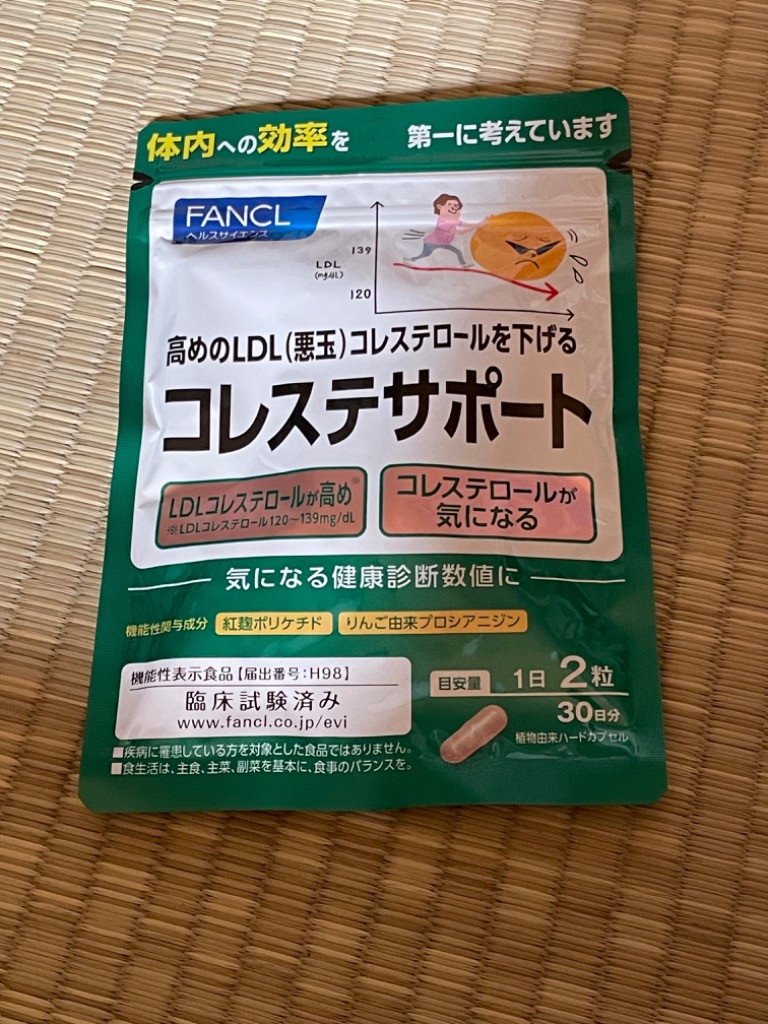 体内への効率を 第一に考えています
FANCL
ヘルスサイエンス
139
LDL
(mg/dL)
120
高めのLDL(悪玉)コレステロールを下げる
コレステサポート
LDLコレステロールが高め※
※LDLコレステロール120〜139mg/dL
コレステロールが
気になる
気になる健康診断数値に
機能性関与成分 紅麹ポリケチド りんご由来プロシアニジン
機能性表示食品【届出番号:H98】
臨床試験済み
www.fancl.co.jp/evi
目安量 1日 2粒
30日分
植物由来ハードカプセル
■疾病に罹患している方を対象とした食品ではありません。
■食生活は、主食、主菜、副菜を基本に、食事のバランスを。